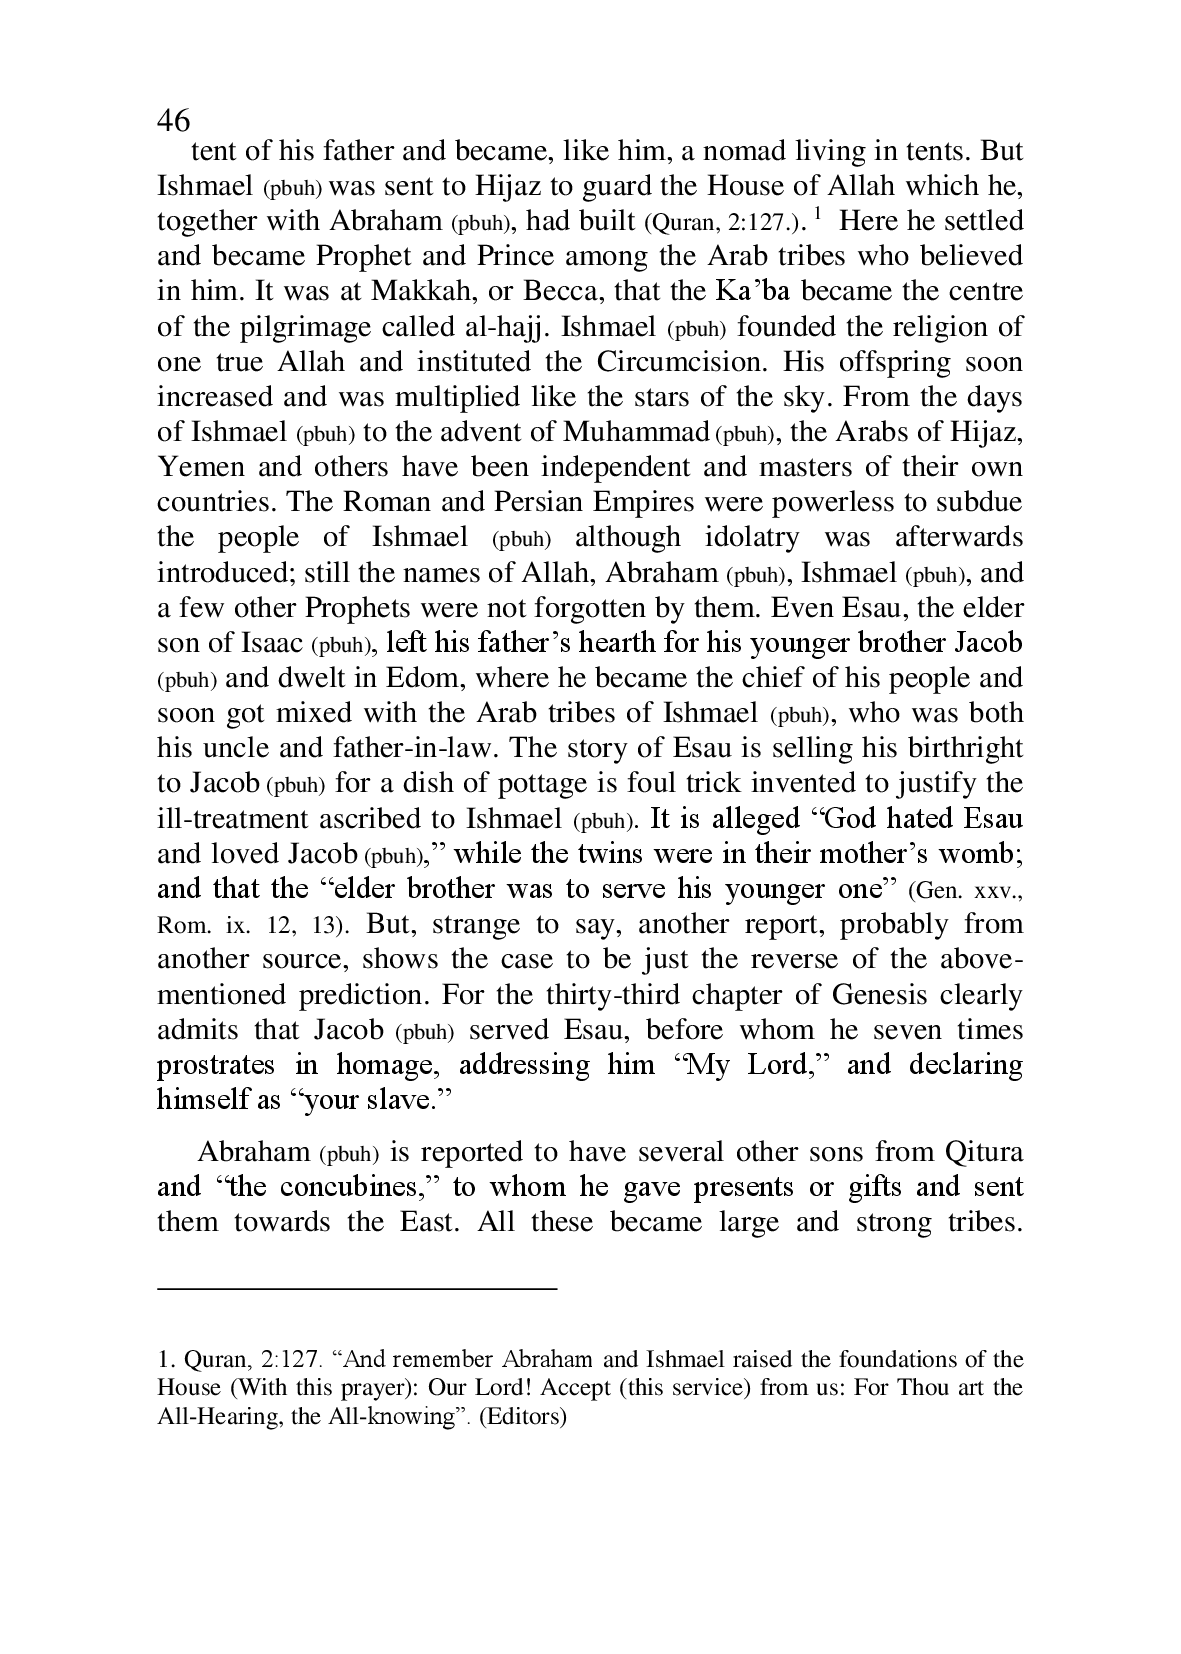 46
tent of his father and became, like him, a nomad living in tents. But
Ishmael (pbuh) was sent to Hijaz to guard the House of Allah which he,
together with Abraham (pbuh), had built (Quran, 2:127.). 1 Here he settled
and became Prophet and Prince among the Arab tribes who believed
in him. It was at Makkah, or Becca, that the Ka’ba became the centre
of the pilgrimage called al-hajj. Ishmael (pbuh) founded the religion of
one true Allah and instituted the Circumcision. His offspring soon
increased and was multiplied like the stars of the sky. From the days
of Ishmael (pbuh) to the advent of Muhammad (pbuh), the Arabs of Hijaz,
Yemen and others have been independent and masters of their own
countries. The Roman and Persian Empires were powerless to subdue
the people of Ishmael (pbuh) although idolatry was afterwards
introduced; still the names of Allah, Abraham (pbuh), Ishmael (pbuh), and
a few other Prophets were not forgotten by them. Even Esau, the elder
son of Isaac (pbuh), left his father’s hearth for his younger brother Jacob
(pbuh) and dwelt in Edom, where he became the chief of his people and
soon got mixed with the Arab tribes of Ishmael (pbuh), who was both
his uncle and father-in-law. The story of Esau is selling his birthright
to Jacob (pbuh) for a dish of pottage is foul trick invented to justify the
ill-treatment ascribed to Ishmael (pbuh). It is alleged “God hated Esau
and loved Jacob (pbuh),” while the twins were in their mother’s womb;
and that the “elder brother was to serve his younger one” (Gen. xxv.,
Rom. ix. 12, 13). But, strange to say, another report, probably from
another source, shows the case to be just the reverse of the above-
mentioned prediction. For the thirty-third chapter of Genesis clearly
admits that Jacob (pbuh) served Esau, before whom he seven times
prostrates in homage, addressing him “My Lord,” and declaring
himself as “your slave.”
Abraham (pbuh) is reported to have several other sons from Qitura
and “the concubines,” to whom he gave presents or gifts and sent
them towards the East. All these became large and strong tribes.
1. Quran, 2:127. “And remember Abraham and Ishmael raised the foundations of the
House (With this prayer): Our Lord! Accept (this service) from us: For Thou art the
All-Hearing, the All-knowing”. (Editors)